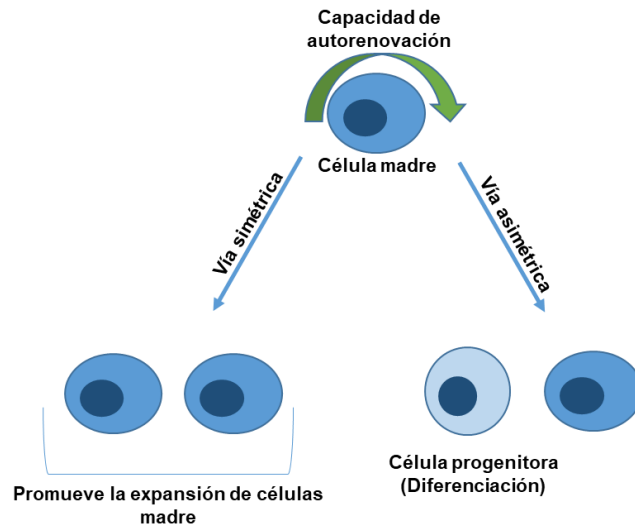 Capacidad de
autorenovación
Célula madre
Vía simétrica
Vía asimétrica
Célula progenitora
(Diferenciación)
Promueve la expansión de células
madre